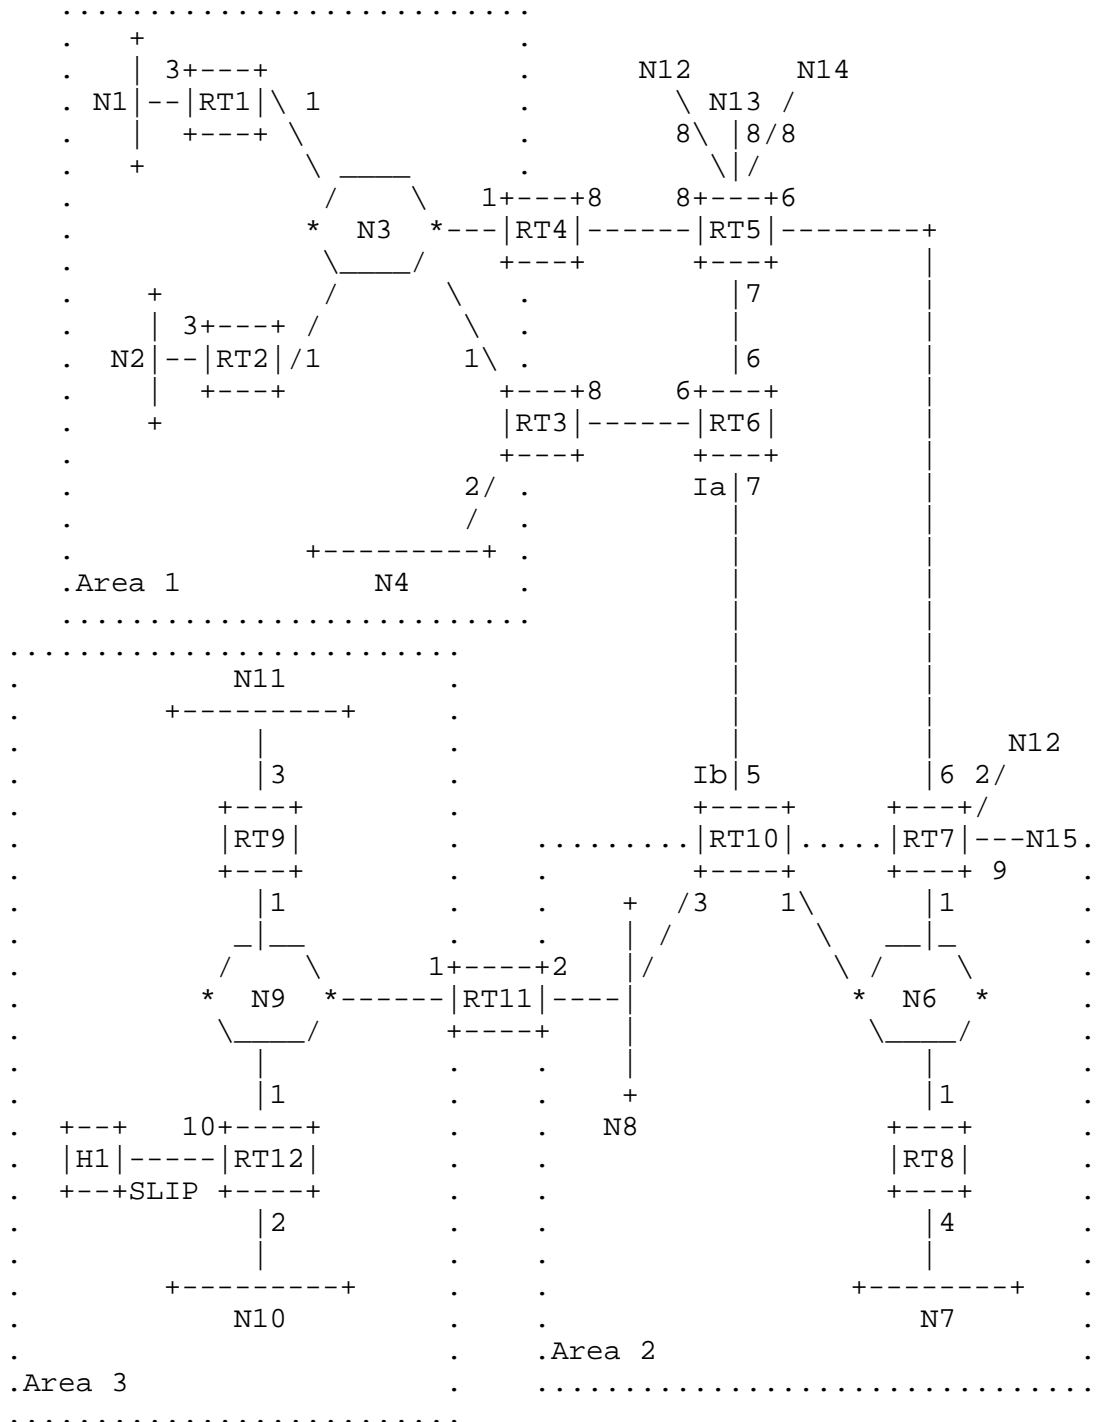 3
N12 N14
N1 RT1 1 N13
8 8 8
1 8 8 6
N3 RT4 RT5
7
3
N2 RT2 1 1 6
8 6
RT3 RT6
2 Ia 7
Area 1 N4
N11
N12
3 Ib 5 6 2
RT9 RT10 RT7 N15
9
1 3 1 1
1 2
N9 RT11 N6
1 1
10 N8
H1 RT12 RT8
SLIP
2 4
N10 N7
Area 2
Area 3